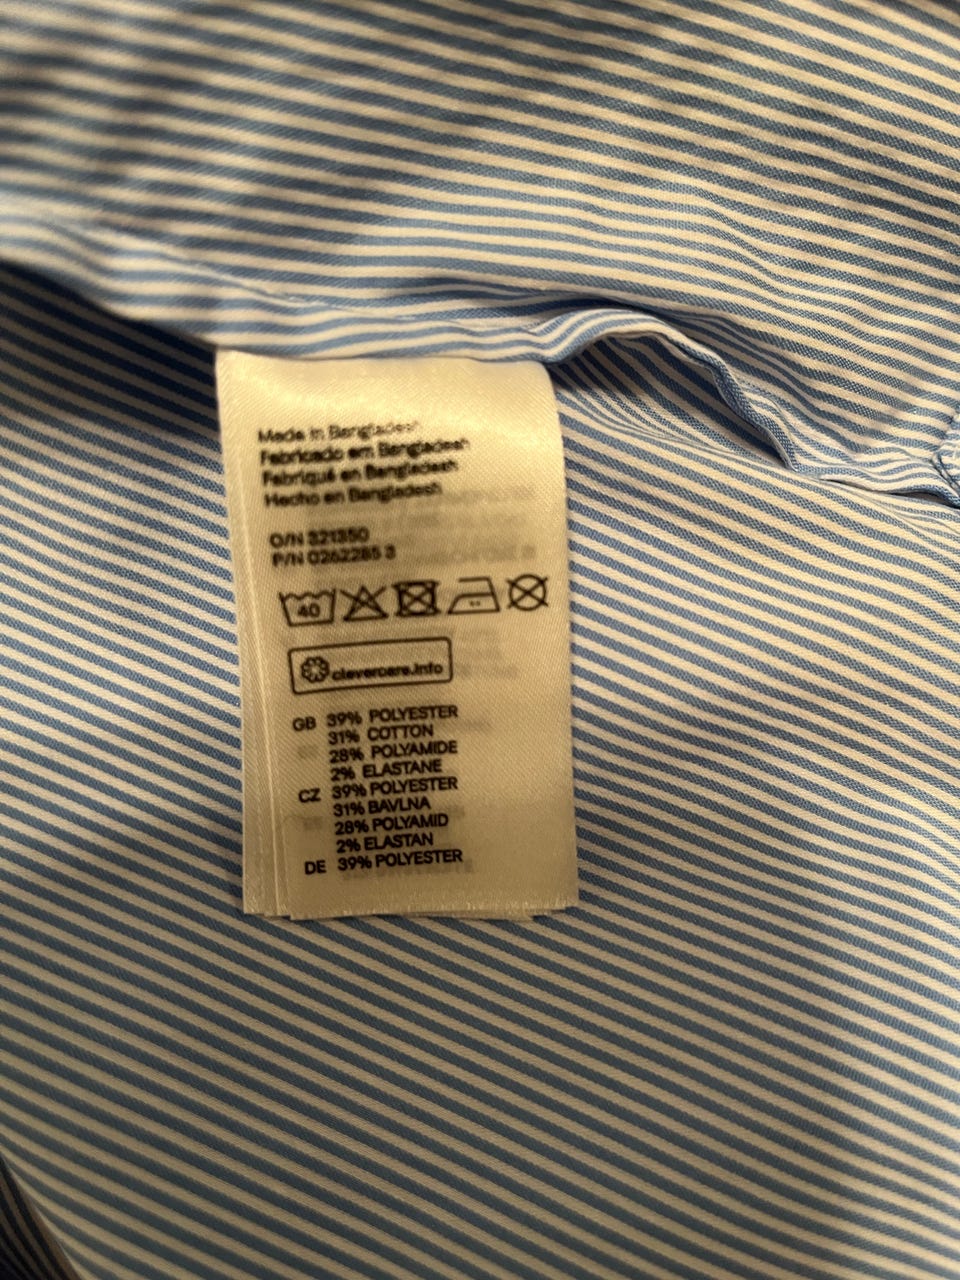 Made in Bangladesh
Fabricado em Bangladesh
Fabriqué en Bangladesh
Hecho en Bangladesh
O/N 321350
P/N 0262285 3
40
clevercare.info
GB 39% POLYESTER
31% COTTON
28% POLYAMIDE
2% ELASTANE
CZ 39% POLYESTER
31% BAVLNA
28% POLYAMID
2% ELASTAN
DE 39% POLYESTER